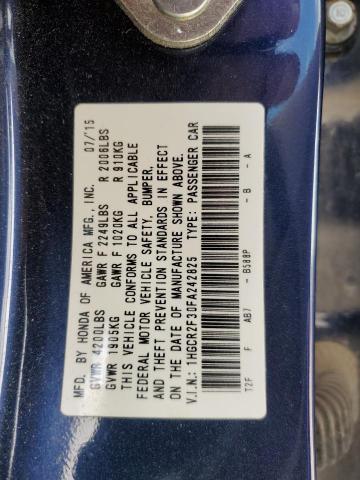 MFD. BY HONDA OF AMERICA MFG., INC. 07/'15
GVWR 4200LBS GAWR F 2249LBS R 2006LBS
GVWR 1905KG GAWR F 1020KG R 910KG
THIS VEHICLE CONFORMS TO ALL APPLICABLE
FEDERAL MOTOR VEHICLE SAFETY, BUMPER,
AND THEFT PREVENTION STANDARDS IN EFFECT
ON THE DATE OF MANUFACTURE SHOWN ABOVE.
V.I.N.: 1HGCR2F30FA242825 TYPE: PASSENGER CAR
T2F F AB7 - B588P - B - A